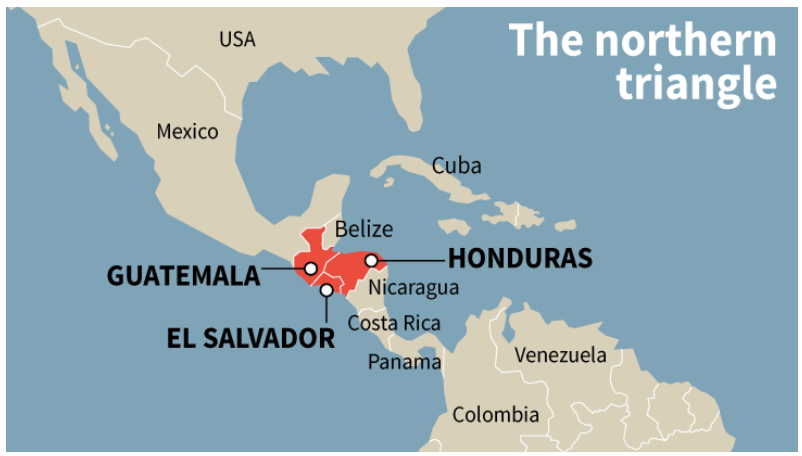 The northern
triangle
USA
Mexico
Cuba
Belize
HONDURAS
GUATEMALA
Nicaragua
Costa Rica
EL SALVADOR
Panama
Venezuela
Colombia